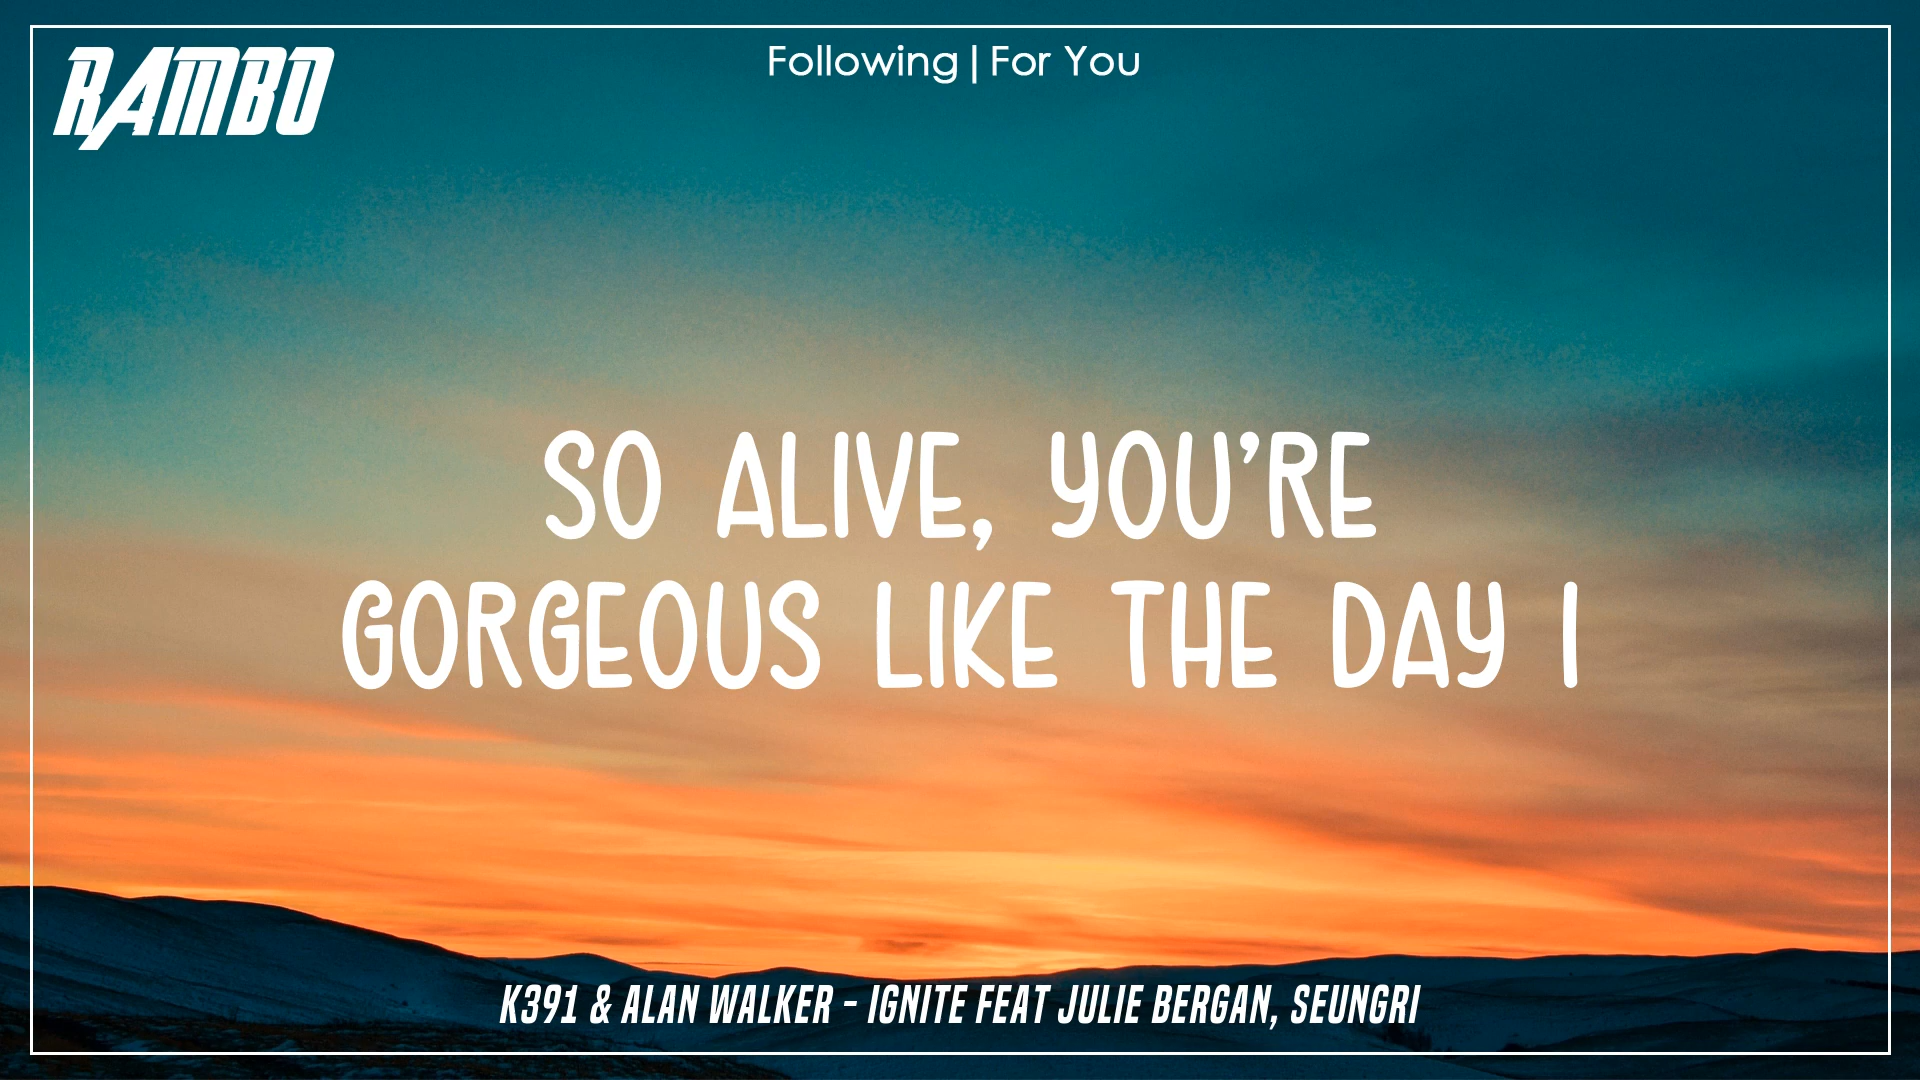 RAMBO
Following | For You
SO ALIVE, YOU'RE
GORGEOUS LIKE THE DAY I
K391 & ALAN WALKER - IGNITE FEAT JULIE BERGAN, SEUNGRI